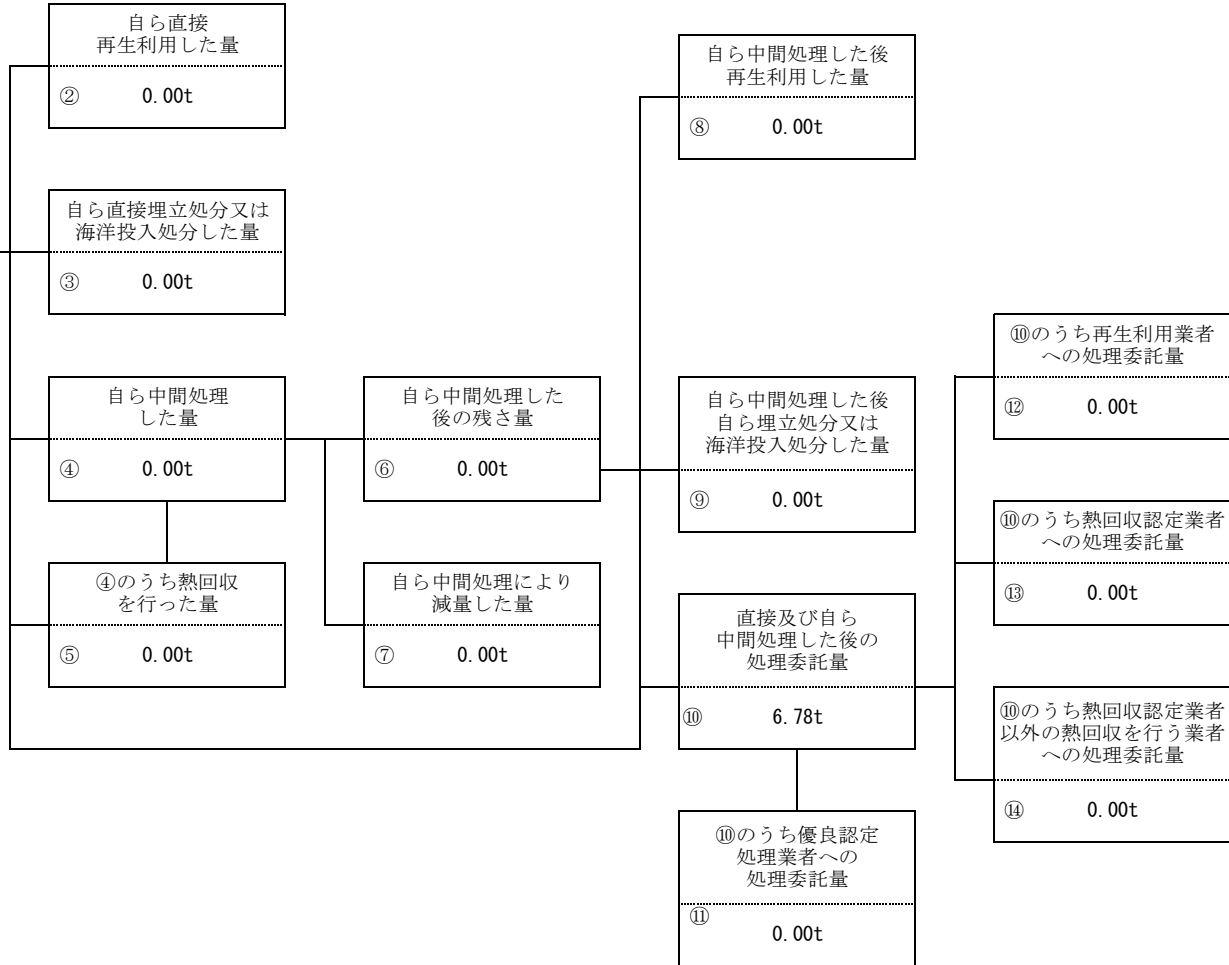 自ら直接
再生利用した量
② 0.00t
自ら直接埋立処分又は
海洋投入処分した量
③ 0.00t
自ら中間処理
した量
④ 0.00t
④のうち熱回収
を行った量
⑤ 0.00t
自ら中間処理した
後の残さ量
⑥ 0.00t
自ら中間処理により
減量した量
⑦ 0.00t
自ら中間処理した後
再生利用した量
⑧ 0.00t
自ら中間処理した後
自ら埋立処分又は
海洋投入処分した量
⑨ 0.00t
直接及び自ら
中間処理した後の
処理委託量
⑩ 6.78t
⑩のうち優良認定
処理業者への
処理委託量
⑪ 0.00t
⑩のうち再生利用業者
への処理委託量
⑫ 0.00t
⑩のうち熱回収認定業者
への処理委託量
⑬ 0.00t
⑩のうち熱回収認定業者
以外の熱回収を行う業者
への処理委託量
⑭ 0.00t